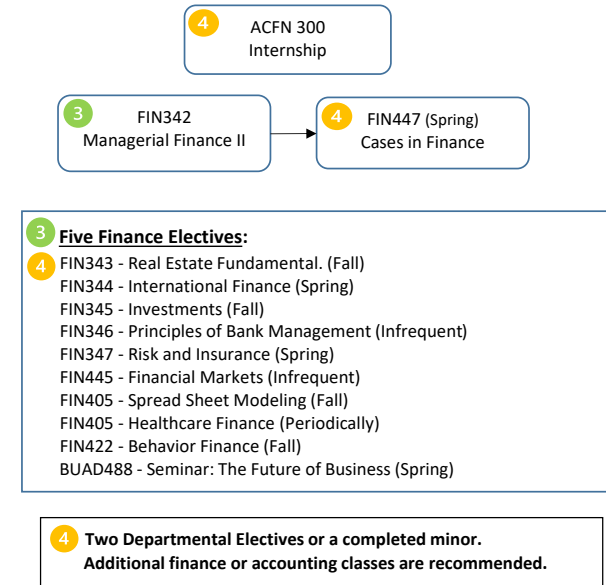 4
ACFN 300
Internship
3
FIN342
Managerial Finance II
4
FIN447 (Spring)
Cases in Finance
3
Five Finance Electives:
4
FIN343 - Real Estate Fundamental. (Fall)
FIN344 - International Finance (Spring)
FIN345 - Investments (Fall)
FIN346 - Principles of Bank Management (Infrequent)
FIN347 - Risk and Insurance (Spring)
FIN445 - Financial Markets (Infrequent)
FIN405 - Spread Sheet Modeling (Fall)
FIN405 - Healthcare Finance (Periodically)
FIN422 - Behavior Finance (Fall)
BUAD488 - Seminar: The Future of Business (Spring)
4
Two Departmental Electives or a completed minor.
Additional finance or accounting classes are recommended.